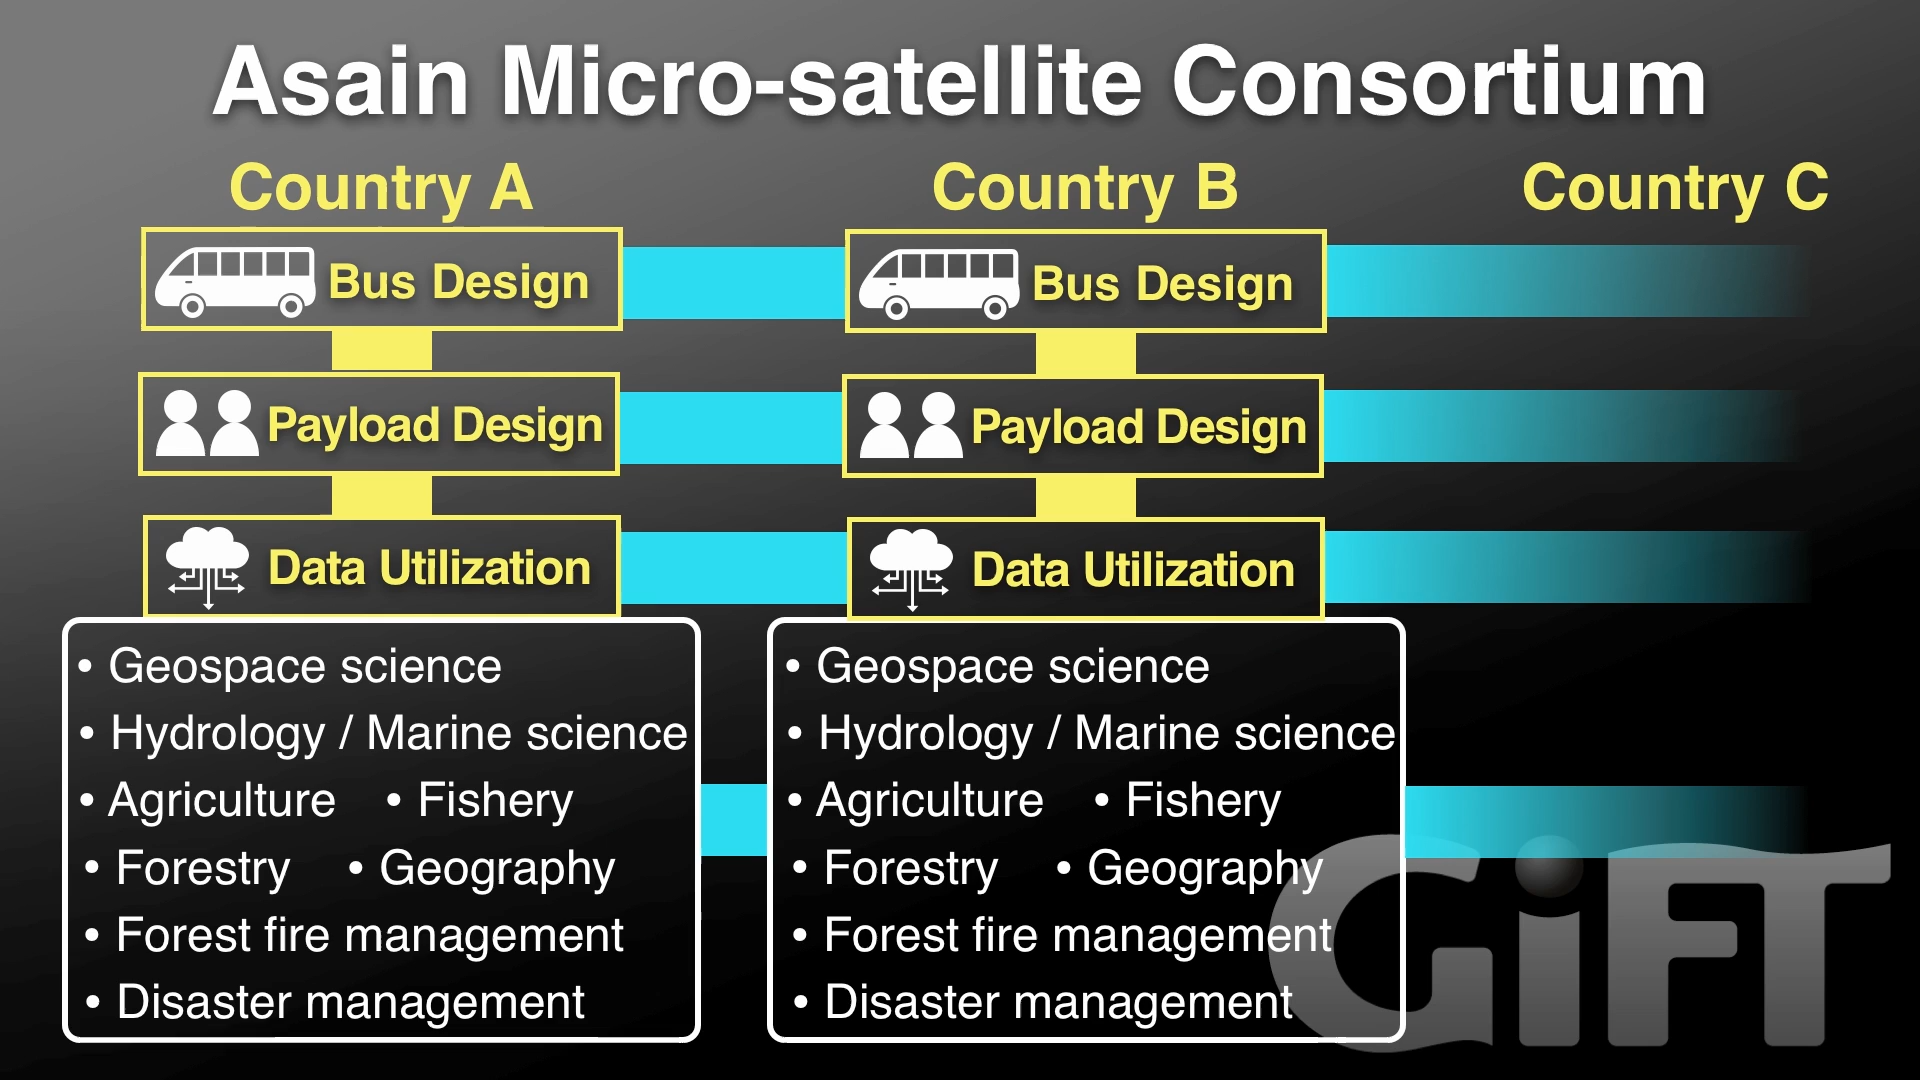 Asain Micro-satellite Consortium
Country A
Country B
Country C
Bus Design
Bus Design
Payload Design
Payload Design
Data Utilization
Data Utilization
• Geospace science
• Hydrology / Marine science
• Agriculture • Fishery
• Forestry • Geography
• Forest fire management
• Disaster management
• Geospace science
• Hydrology / Marine science
• Agriculture • Fishery
• Forestry • Geography
• Forest fire management
• Disaster management
GiFT